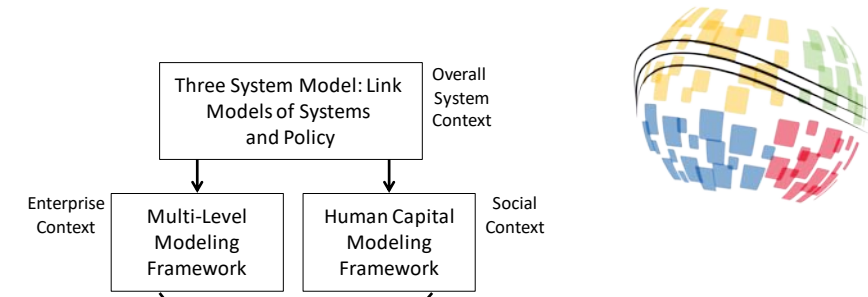 Three System Model: Link
Models of Systems
and Policy
Overall
System
Context
Enterprise
Context
Multi-Level
Modeling
Framework
Human Capital
Modeling
Framework
Social
Context